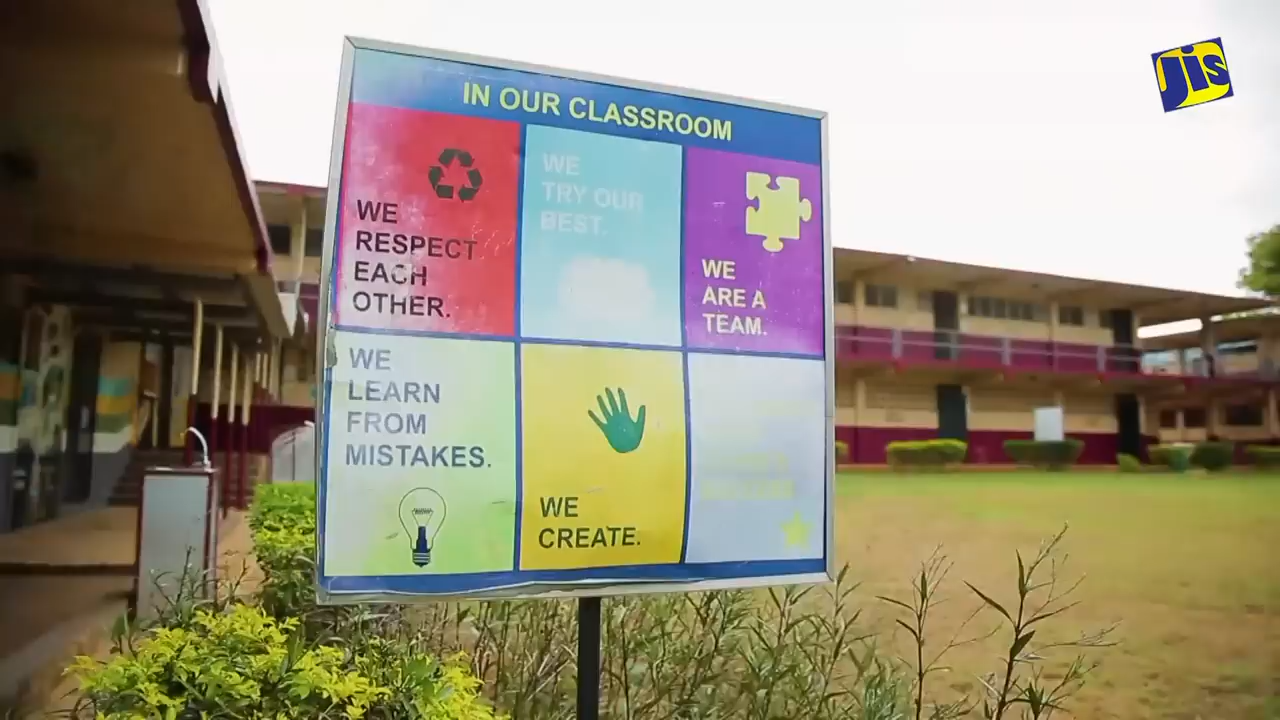 JIS
IN OUR CLASSROOM
WE
RESPECT
EACH
OTHER.
WE
TRY OUR
BEST.
WE
ARE A
TEAM.
WE
LEARN
FROM
MISTAKES.
WE
CREATE.